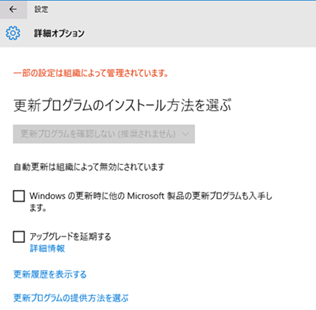 設定
詳細オプション
一部の設定は組織によって管理されています。
更新プログラムのインストール方法を選ぶ
更新プログラムを確認しない (推奨されません)
自動更新は組織によって無効にされています
Windows の更新時に他の Microsoft 製品の更新プログラムも入手し
ます。
アップグレードを延期する
詳細情報
更新履歴を表示する
更新プログラムの提供方法を選ぶ